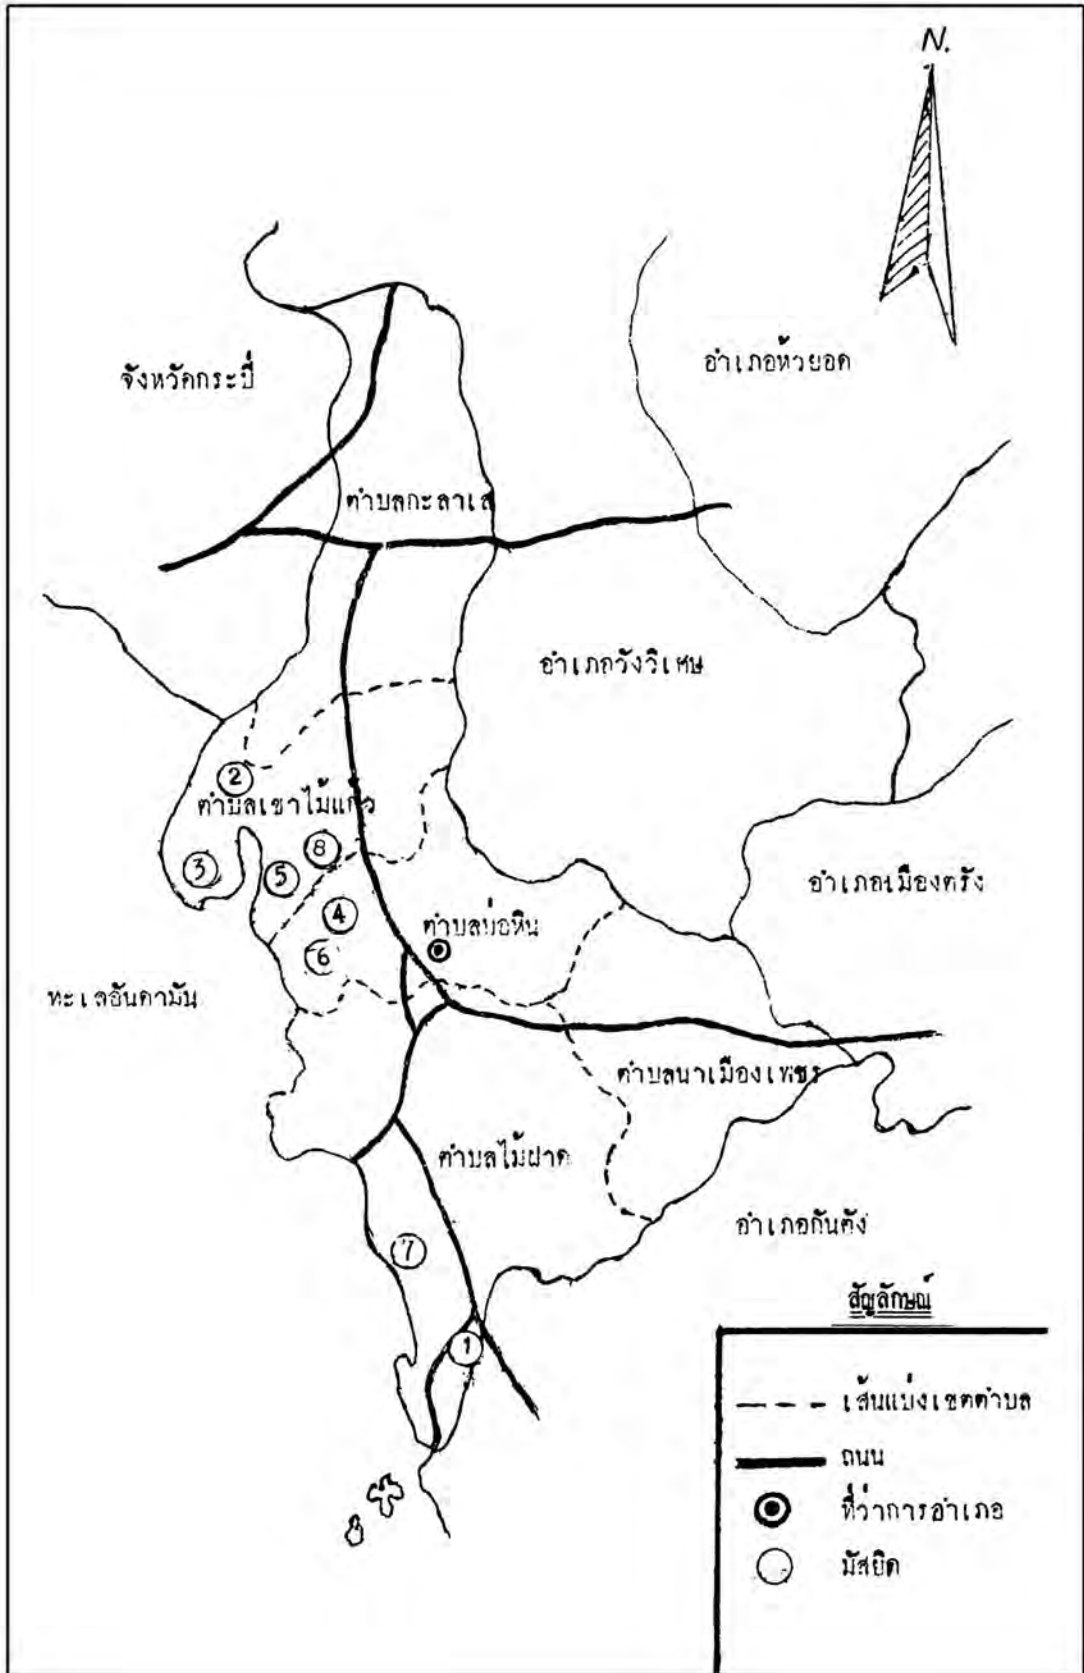 N.
จังหวัดกระบี่
อำเภอห้วยยอด
ตำบลกะลาเส
อำเภอวังวิเศษ
2
ตำบลเขาไม้แก้ว
8
3
5
อำเภอเมืองตรัง
4
ตำบลบ่อหิน
6
ทะเลอันดามัน
ตำบลนาเมืองเพชร
ตำบลไม้ฝาด
อำเภอกันตัง
7
สัญลักษณ์
1
เส้นแบ่งเขตตำบล
ถนน
ที่ว่าการอำเภอ
มัสยิด